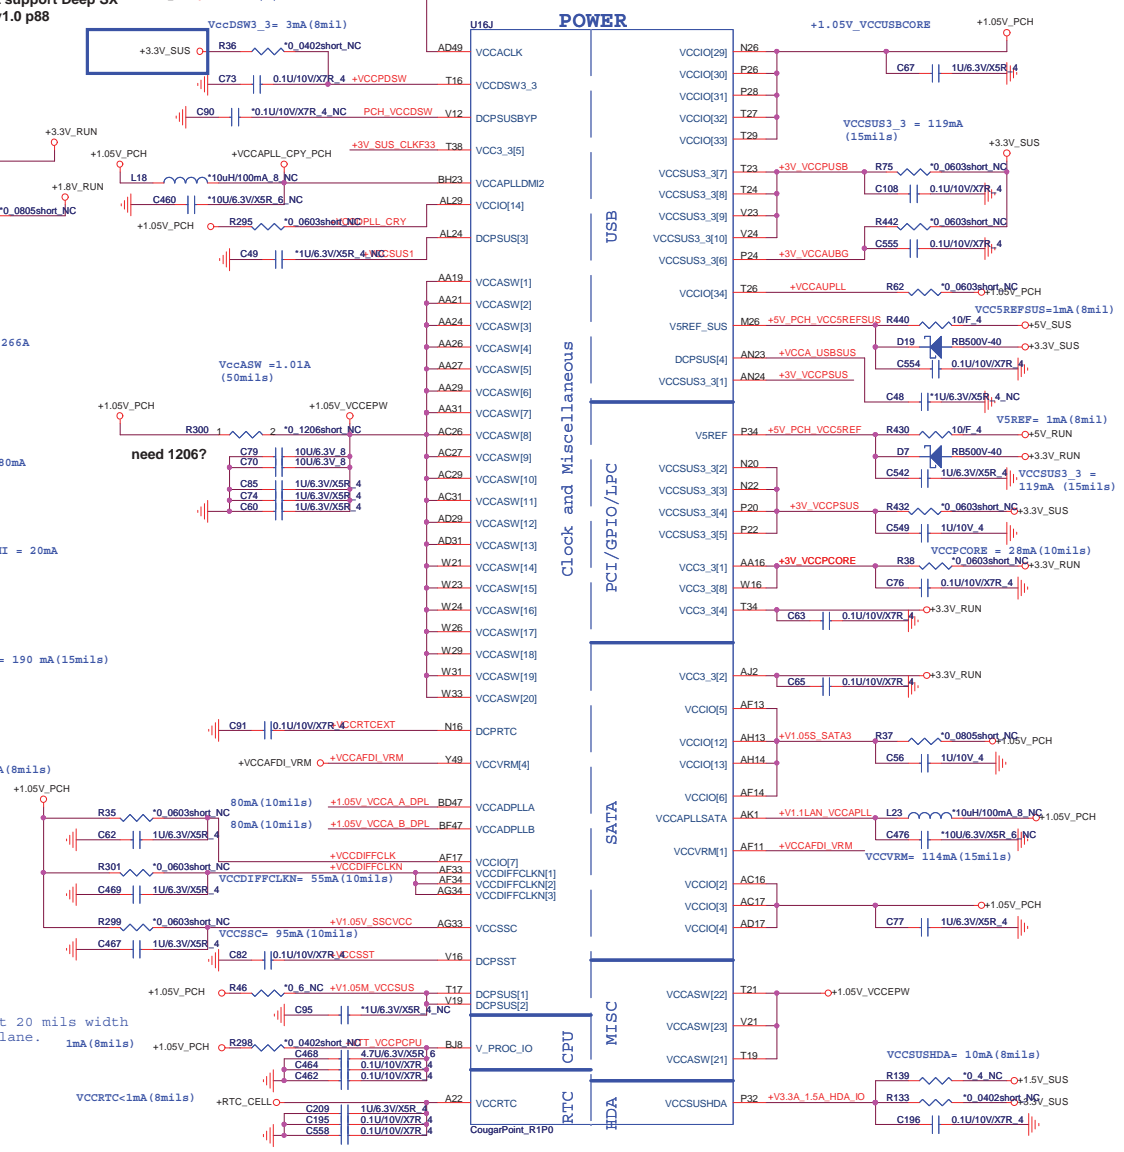 support Deep SX
v1.0 p88
VccDSW3_3= 3mA(8mil)
+3.3V_SUS
R36
*0_0402short_NC
C73
0.1U/10V/X7R_4
+VCCPDSW
C90
*0.1U/10V/X7R_4_NC
PCH_VCCDSW
+3.3V_RUN
+1.05V_PCH
+VCCAPLL_CPY_PCH
+3V_SUS_CLKF33
L18
*10uH/100mA_8_NC
+1.8V_RUN
*0_0805short_NC
C460
*10U/6.3V/X5R_6_NC
+1.05V_PCH
R295
*0_0603short_NC
C49
*1U/6.3V/X5R_4_NC
266A
VccASW =1.01A
(50mils)
+1.05V_PCH
+1.05V_VCCEPW
R300
1
2
*0_1206short_NC
need 1206?
C79
10U/6.3V_8
C70
10U/6.3V_8
80mA
C85
1U/6.3V/X5R_4
C74
1U/6.3V/X5R_4
C60
1U/6.3V/X5R_4
= 20mA
= 190 mA(15mils)
C91
0.1U/10V/X7R_4
+VCCRTCEXT
+VCCAFDI_VRM
+VCCAFDI_VRM
A(8mils)
+1.05V_PCH
80mA(10mils)
+1.05V_VCCA_A_DPL
80mA(10mils)
+1.05V_VCCA_B_DPL
R35
*0_0603short_NC
C62
1U/6.3V/X5R_4
+VCCDIFFCLK
+VCCDIFFCLKN
R301
*0_0603short_NC
VCCDIFFCLKN= 55mA(10mils)
C469
1U/6.3V/X5R_4
R299
*0_0603short_NC
+V1.05V_SSCVCC
VCCSSC= 95mA(10mils)
C467
1U/6.3V/X5R_4
C82
0.1U/10V/X7R_4
+1.05V_PCH
R46
*0_6_NC
+V1.05M_VCCSUS
C95
*1U/6.3V/X5R_4_NC
t 20 mils width
lane.
1mA(8mils)
+1.05V_PCH
R298
*0_0402short_NC
C468
4.7U/6.3V/X5R_6
C464
0.1U/10V/X7R_4
C462
0.1U/10V/X7R_4
VCCRTC<1mA(8mils)
+RTC_CELL
C209
1U/6.3V/X5R_4
C195
0.1U/10V/X7R_4
C558
0.1U/10V/X7R_4
U16J
POWER
AD49 VCCACLK
T16 VCCDSW3_3
V12 DCPSUSBYP
T38 VCC3_3[5]
BH23 VCCAPLLDMI2
AL29 VCCIO[14]
AL24 DCPSUS[3]
AA19 VCCASW[1]
AA21 VCCASW[2]
AA24 VCCASW[3]
AA26 VCCASW[4]
AA27 VCCASW[5]
AA29 VCCASW[6]
AA31 VCCASW[7]
AC26 VCCASW[8]
AC27 VCCASW[9]
AC29 VCCASW[10]
AC31 VCCASW[11]
AD29 VCCASW[12]
AD31 VCCASW[13]
W21 VCCASW[14]
W23 VCCASW[15]
W24 VCCASW[16]
W26 VCCASW[17]
W29 VCCASW[18]
W31 VCCASW[19]
W33 VCCASW[20]
N16 DCPRTC
Y49 VCCVRM[4]
BD47 VCCADPLLA
BF47 VCCADPLLB
AF17 VCCIO[7]
AF33 VCCDIFFCLKN[1]
AF34 VCCDIFFCLKN[2]
AG34 VCCDIFFCLKN[3]
AG33 VCCSSC
V16 DCPSST
T17 DCPSUS[1]
V19 DCPSUS[2]
BJ8 V_PROC_IO
A22 VCCRTC
CougarPoint_R1P0
Clock and Miscellaneous
CPU
RTC
USB
PCI/GPIO/LPC
SATA
MISC
HDA
VCCIO[29] N26
VCCIO[30] P26
VCCIO[31] P28
VCCIO[32] T27
VCCIO[33] T29
VCCSUS3_3[7] T23
VCCSUS3_3[8] T24
VCCSUS3_3[9] V23
VCCSUS3_3[10] V24
VCCSUS3_3[6] P24
VCCIO[34] T26
V5REF_SUS M26
DCPSUS[4] AN23
VCCSUS3_3[1] AN24
V5REF P34
VCCSUS3_3[2] N20
VCCSUS3_3[3] N22
VCCSUS3_3[4] P20
VCCSUS3_3[5] P22
VCC3_3[1] AA16
VCC3_3[8] W16
VCC3_3[4] T34
VCC3_3[2] AJ2
VCCIO[5] AF13
VCCIO[12] AH13
VCCIO[13] AH14
VCCIO[6] AF14
VCCAPLLSATA AK1
VCCVRM[1] AF11
VCCIO[2] AC16
VCCIO[3] AC17
VCCIO[4] AD17
VCCASW[22] T21
VCCASW[23] V21
VCCASW[21] T19
VCCSUSHDA P32
+1.05V_VCCUSBCORE
+1.05V_PCH
C67
1U/6.3V/X5R_4
VCCSUS3_3 = 119mA
(15mils)
+3.3V_SUS
+3V_VCCPUSB
R75
*0_0603short_NC
C108
0.1U/10V/X7R_4
R442
*0_0603short_NC
C555
0.1U/10V/X7R_4
+3V_VCCAUBG
+VCCAUPLL
R62
*0_0603short_NC
+1.05V_PCH
VCC5REFSUS=1mA(8mil)
+5V_PCH_VCC5REFSUS
R440
10/F_4
+5V_SUS
D19
RB500V-40
+3.3V_SUS
+VCCA_USBSUS
C554
0.1U/10V/X7R_4
+3V_VCCPSUS
C48
*1U/6.3V/X5R_4_NC
V5REF= 1mA(8mil)
+5V_PCH_VCC5REF
R430
10/F_4
+5V_RUN
D7
RB500V-40
+3.3V_RUN
C542
1U/6.3V/X5R_4
VCCSUS3_3 =
119mA (15mils)
+3V_VCCPSUS
R432
*0_0603short_NC
+3.3V_SUS
C549
1U/10V_4
VCCPCORE = 28mA(10mils)
+3V_VCCPCORE
R38
*0_0603short_NC
+3.3V_RUN
C76
0.1U/10V/X7R_4
+3.3V_RUN
C63
0.1U/10V/X7R_4
+3.3V_RUN
C65
0.1U/10V/X7R_4
+V1.05S_SATA3
R37
*0_0805short_NC
+1.05V_PCH
C56
1U/10V_4
+V1.1LAN_VCCAPLL
L23
*10uH/100mA_8_NC
+1.05V_PCH
C476
*10U/6.3V/X5R_6_NC
+VCCAFDI_VRM
VCCVRM= 114mA(15mils)
+1.05V_PCH
C77
1U/6.3V/X5R_4
+1.05V_VCCEPW
VCCSUSHDA= 10mA(8mils)
R139
*0_4_NC
+1.5V_SUS
+V3.3A_1.5A_HDA_IO
R133
*0_0402short_NC
+3.3V_SUS
C196
0.1U/10V/X7R_4